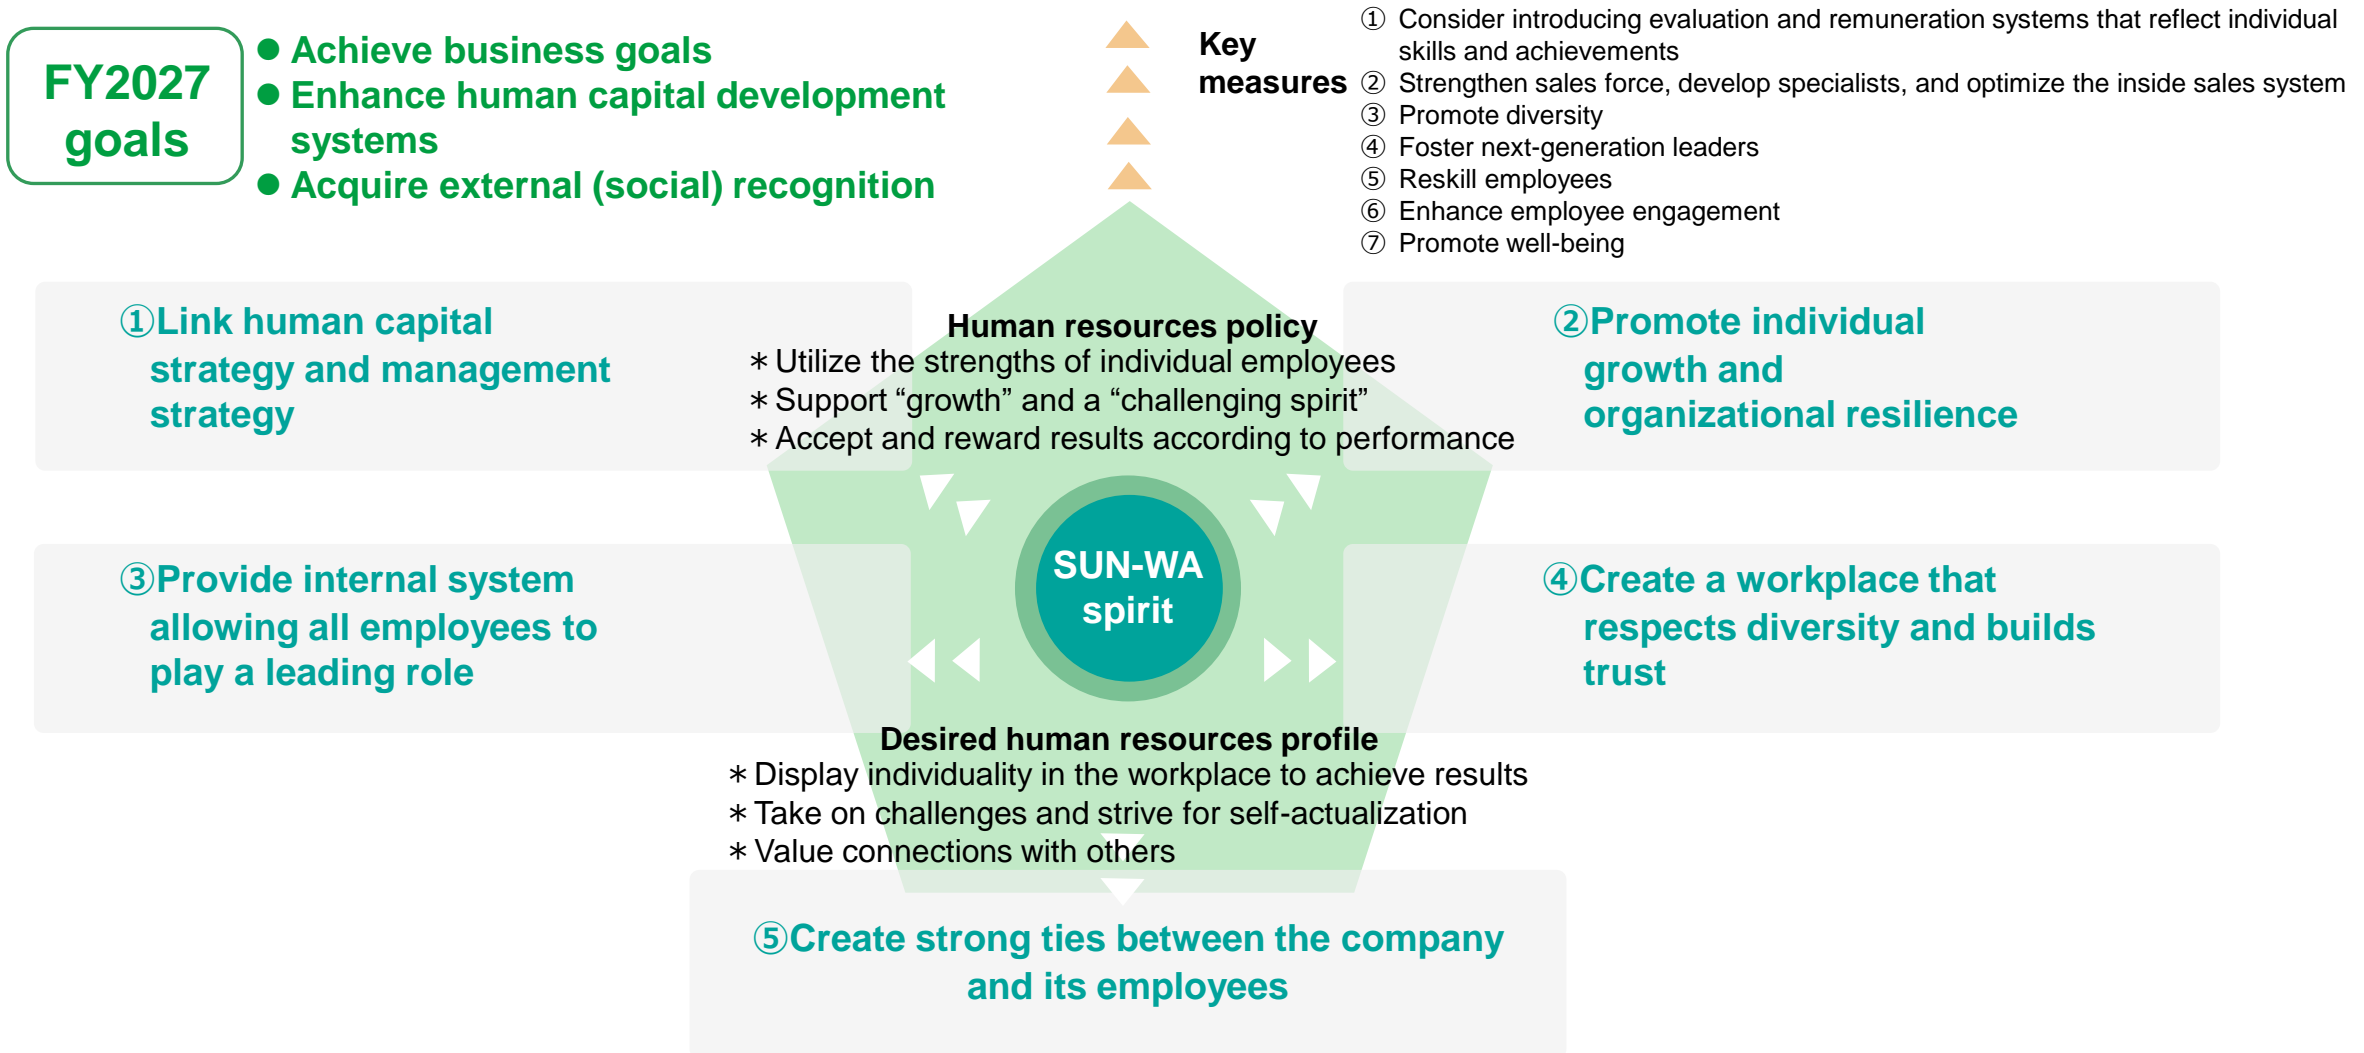 FY2027
goals
● Achieve business goals
● Enhance human capital development
systems
● Acquire external (social) recognition
Key
measures
① Consider introducing evaluation and remuneration systems that reflect individual
skills and achievements
② Strengthen sales force, develop specialists, and optimize the inside sales system
③ Promote diversity
④ Foster next-generation leaders
⑤ Reskill employees
⑥ Enhance employee engagement
⑦ Promote well-being
①Link human capital
strategy and management
strategy
Human resources policy
＊Utilize the strengths of individual employees
＊Support “growth” and a “challenging spirit”
＊Accept and reward results according to performance
②Promote individual
growth and
organizational resilience
SUN-WA
spirit
③Provide internal system
allowing all employees to
play a leading role
④Create a workplace that
respects diversity and builds
trust
Desired human resources profile
＊Display individuality in the workplace to achieve results
＊Take on challenges and strive for self-actualization
＊Value connections with others
⑤Create strong ties between the company
and its employees